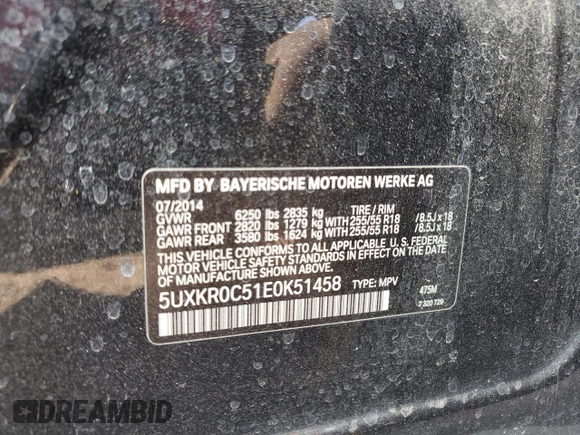 MFD BY BAYERISCHE MOTOREN WERKE AG
07/2014 TIRE / RIM
GVWR 6250 lbs 2835 kg
GAWR FRONT 2820 lbs 1279 kg WITH 255/55 R18 /8.5J x 18
GAWR REAR 3580 lbs 1624 kg WITH 255/55 R18 /8.5J x 18
THIS VEHICLE CONFORMS TO ALL APPLICABLE U. S. FEDERAL
MOTOR VEHICLE SAFETY STANDARDS IN EFFECT ON THE DATE
OF MANUFACTURE SHOWN ABOVE.
5UXKR0C51E0K51458 TYPE: MPV 475M
7 320 729
DREAMBID